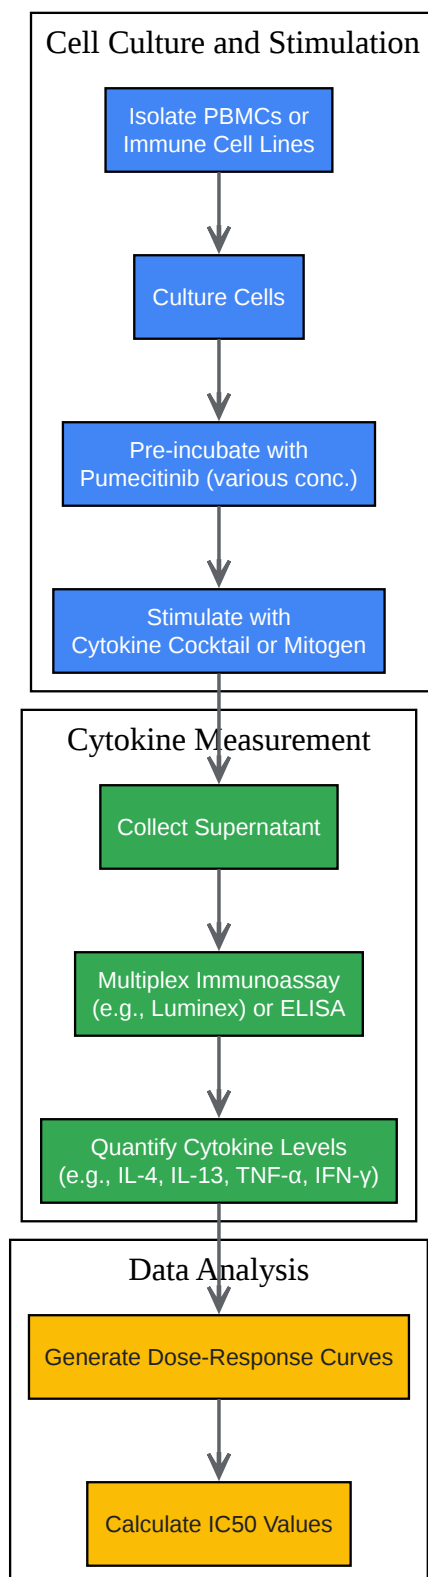 Cell Culture and Stimulation
Isolate PBMCs or
Immune Cell Lines
Culture Cells
Pre-incubate with
Pumecitinib (various conc.)
Stimulate with
Cytokine Cocktail or Mitogen
Cytokine Measurement
Collect Supernatant
Multiplex Immunoassay
(e.g., Luminex) or ELISA
Quantify Cytokine Levels
(e.g., IL-4, IL-13, TNF-α, IFN-γ)
Data Analysis
Generate Dose-Response Curves
Calculate IC50 Values